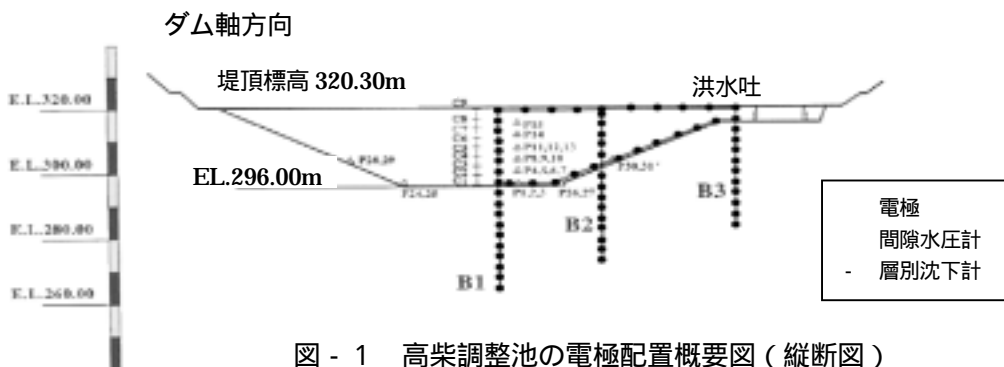 ダム軸方向
堤頂標高 320.30m
洪水吐
E.L.320.00
E.L.300.00
EL.296.00m
E.L.280.00
E.L.260.00
B1
B2
B3
電極
間隙水圧計
- 層別沈下計
図 - 1 高柴調整池の電極配置概要図 ( 縦断図 )